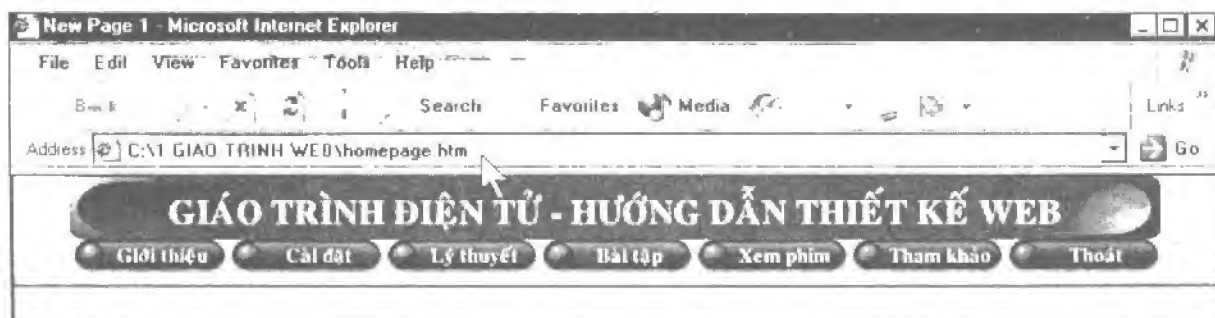 New Page 1 - Microsoft Internet Explorer
File Edit View Favorites Tools Help
Back Search Favorites Media Links »
Address C:\1 GIAO TRINH WEB\homepage.htm Go
GIÁO TRÌNH ĐIỆN TỬ - HƯỚNG DẪN THIẾT KẾ WEB
Giới thiệu Cài đặt Lý thuyết Bài tập Xem phim Tham khảo Thoát